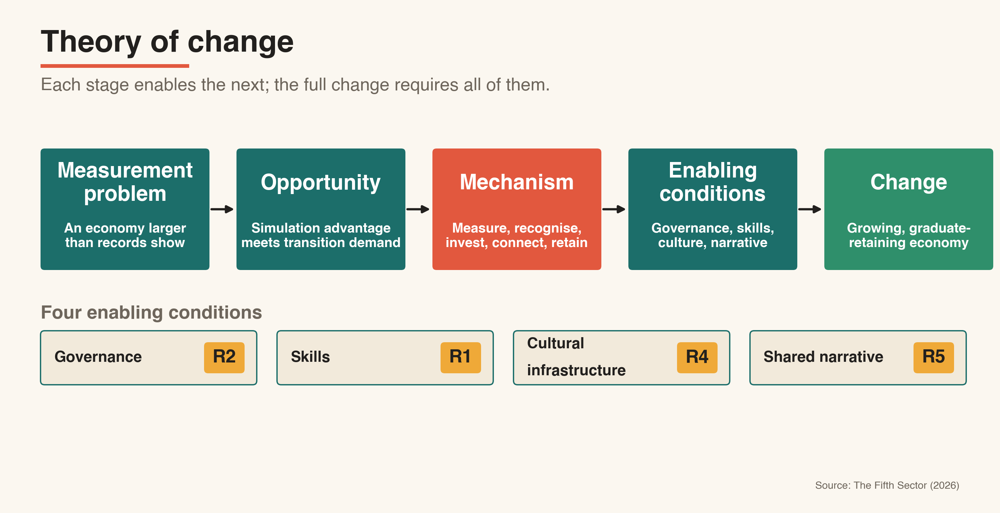 Theory of change
Each stage enables the next; the full change requires all of them.
Measurement
problem
An economy larger
than records show
Opportunity
Simulation advantage
meets transition demand
Mechanism
Measure, recognise,
invest, connect, retain
Enabling
conditions
Governance, skills,
culture, narrative
Change
Growing, graduate-
retaining economy
Four enabling conditions
Governance
R2
Skills
R1
Cultural
infrastructure
R4
Shared narrative
R5
Source: The Fifth Sector (2026)